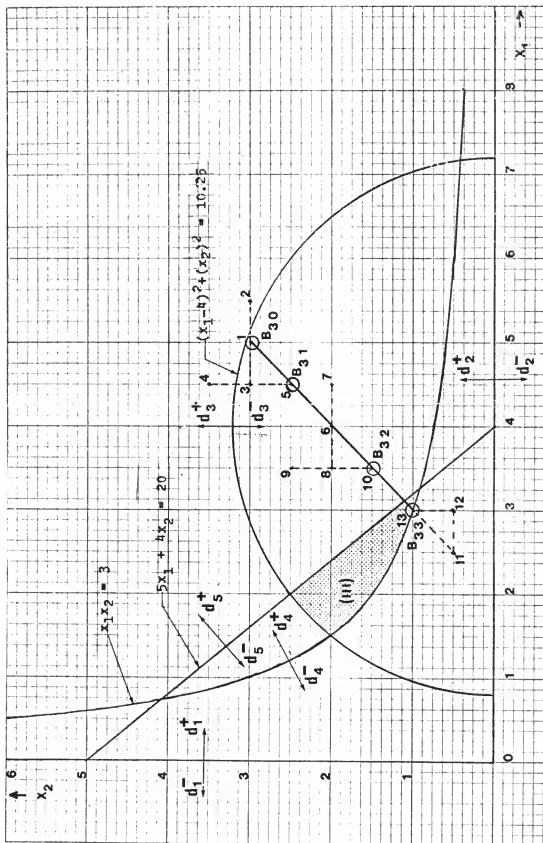 6
X₂
5
4
3
2
1
0
1
2
3
4
5
6
7
8
X₁
x₁x₂ = 3
5x₁ + 4x₂ = 20
(x₁-4)²+(x₂)² = 10.25
d₁⁻ d₁⁺
d₅⁻ d₅⁺
d₄⁻ d₄⁺
d₃⁺
d₃
d₂⁺
d₂⁻
(III)
1
2
3
4
5
6
7
8
9
10
11
12
13
B₃₀
B₃₁
B₃₂
B₃₃